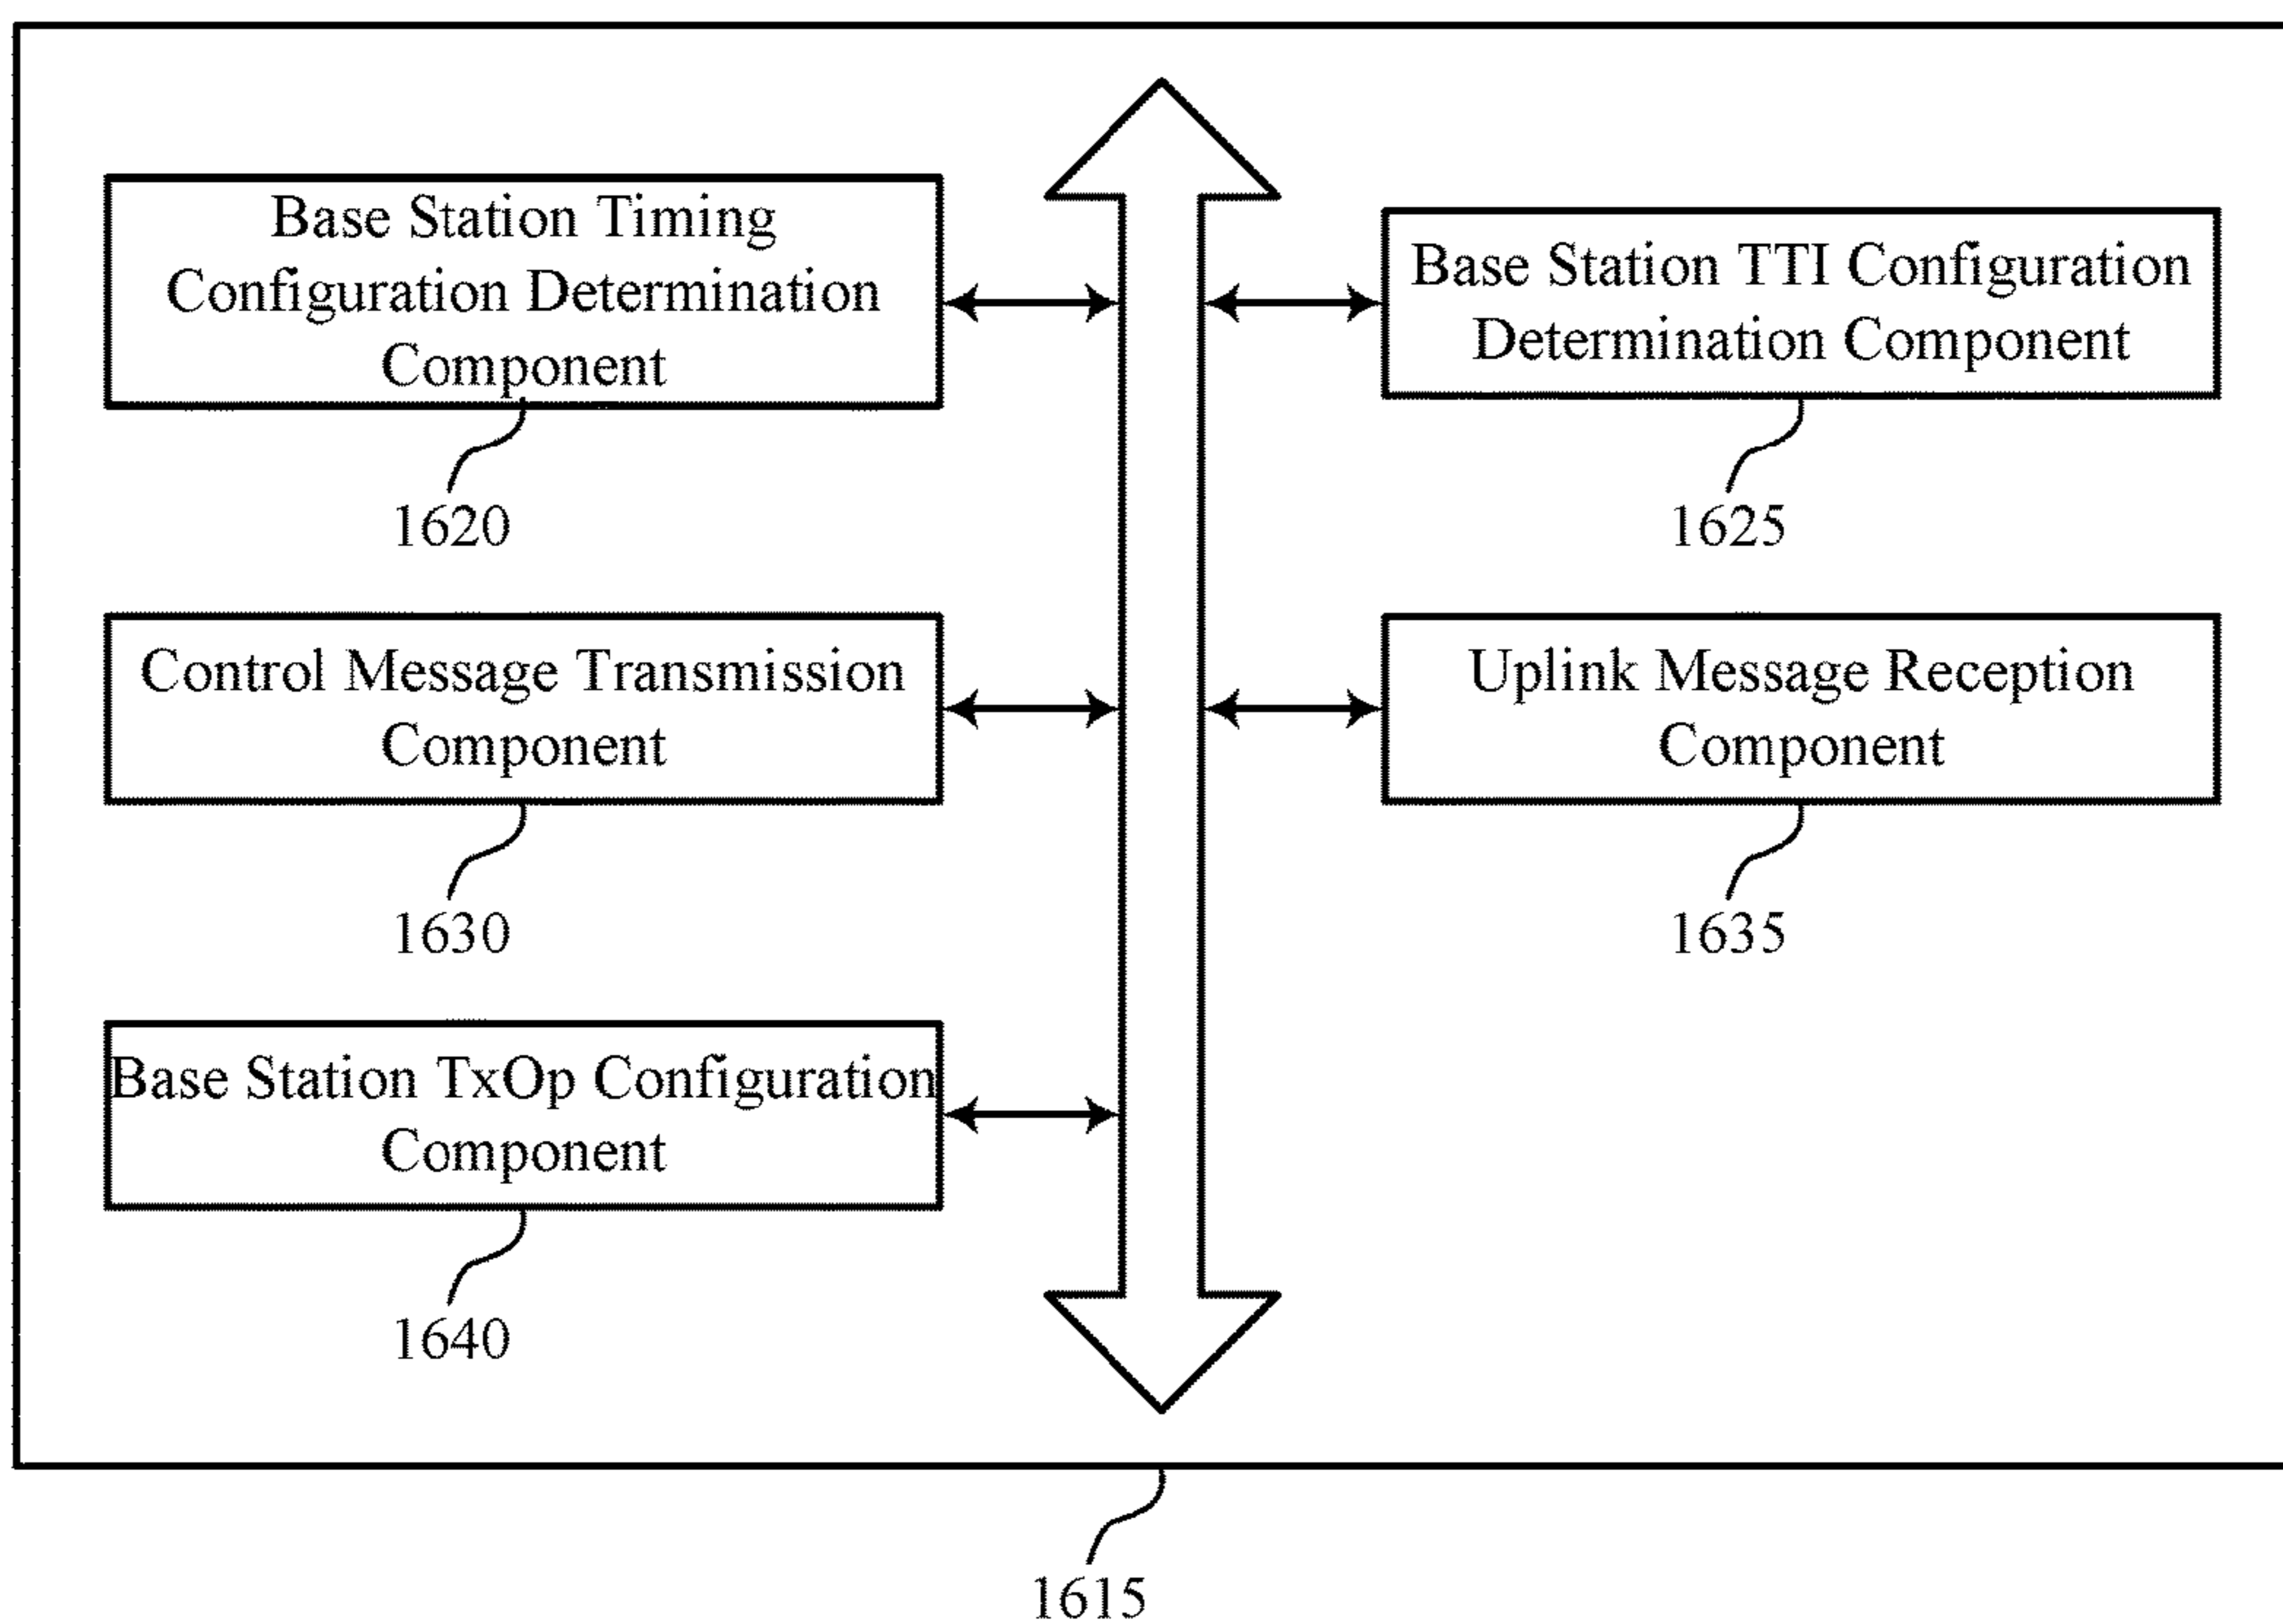 Base Station Timing
Configuration Determination
Component
1620
Base Station TTI Configuration
Determination Component
1625
Control Message Transmission
Component
1630
Uplink Message Reception
Component
1635
Base Station TxOp Configuration
Component
1640
1615